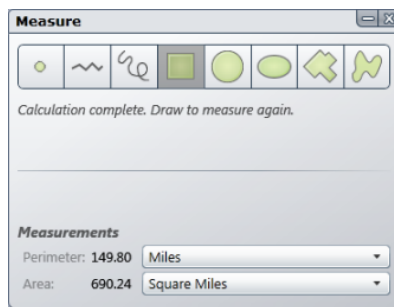 Measure
Calculation complete. Draw to measure again.
Measurements
Perimeter: 149.80 Miles
Area: 690.24 Square Miles